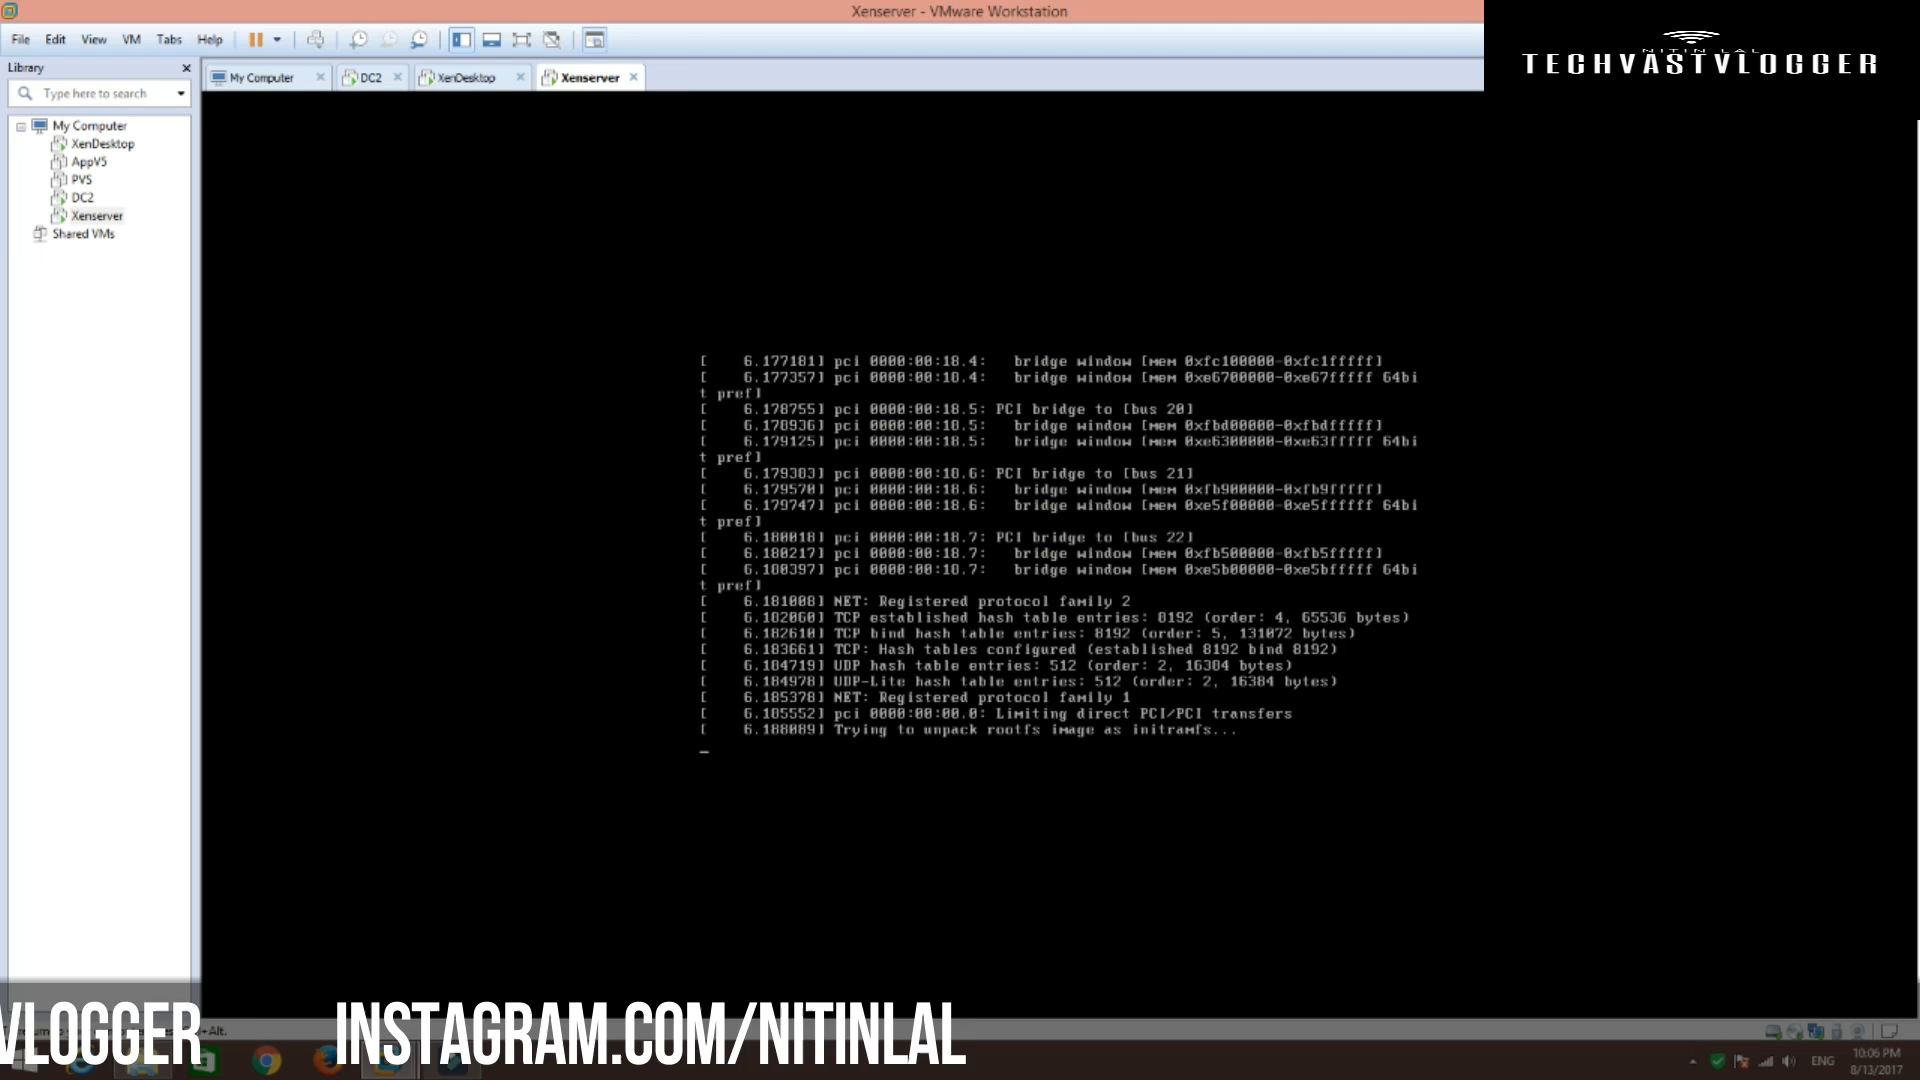 Xenserver - VMware Workstation
File Edit View VM Tabs Help
NITIN LAL
TECHVASTVLOGGER
Library
My Computer DC2 XenDesktop Xenserver
Type here to search
My Computer
XenDesktop
AppV5
PVS
DC2
Xenserver
Shared VMs
[    6.177181] pci 0000:00:18.4:   bridge window [mem 0xfc100000-0xfc1fffff]
[    6.177357] pci 0000:00:18.4:   bridge window [mem 0xe6700000-0xe67fffff 64bi
t pref]
[    6.178755] pci 0000:00:18.5: PCI bridge to [bus 20]
[    6.178936] pci 0000:00:18.5:   bridge window [mem 0xfbd00000-0xfbdfffff]
[    6.179125] pci 0000:00:18.5:   bridge window [mem 0xe6300000-0xe63fffff 64bi
t pref]
[    6.179383] pci 0000:00:18.6: PCI bridge to [bus 21]
[    6.179570] pci 0000:00:18.6:   bridge window [mem 0xfb900000-0xfb9fffff]
[    6.179747] pci 0000:00:18.6:   bridge window [mem 0xe5f00000-0xe5ffffff 64bi
t pref]
[    6.180018] pci 0000:00:18.7: PCI bridge to [bus 22]
[    6.180217] pci 0000:00:18.7:   bridge window [mem 0xfb500000-0xfb5fffff]
[    6.180397] pci 0000:00:18.7:   bridge window [mem 0xe5b00000-0xe5bfffff 64bi
t pref]
[    6.181008] NET: Registered protocol family 2
[    6.182060] TCP established hash table entries: 8192 (order: 4, 65536 bytes)
[    6.182610] TCP bind hash table entries: 8192 (order: 5, 131072 bytes)
[    6.183661] TCP: Hash tables configured (established 8192 bind 8192)
[    6.184719] UDP hash table entries: 512 (order: 2, 16384 bytes)
[    6.184978] UDP-Lite hash table entries: 512 (order: 2, 16384 bytes)
[    6.185378] NET: Registered protocol family 1
[    6.185552] pci 0000:00:00.0: Limiting direct PCI/PCI transfers
[    6.188089] Trying to unpack rootfs image as initramfs...
_
VLOGGER INSTAGRAM.COM/NITINLAL
+Alt.
ENG 10:06 PM
8/13/2017